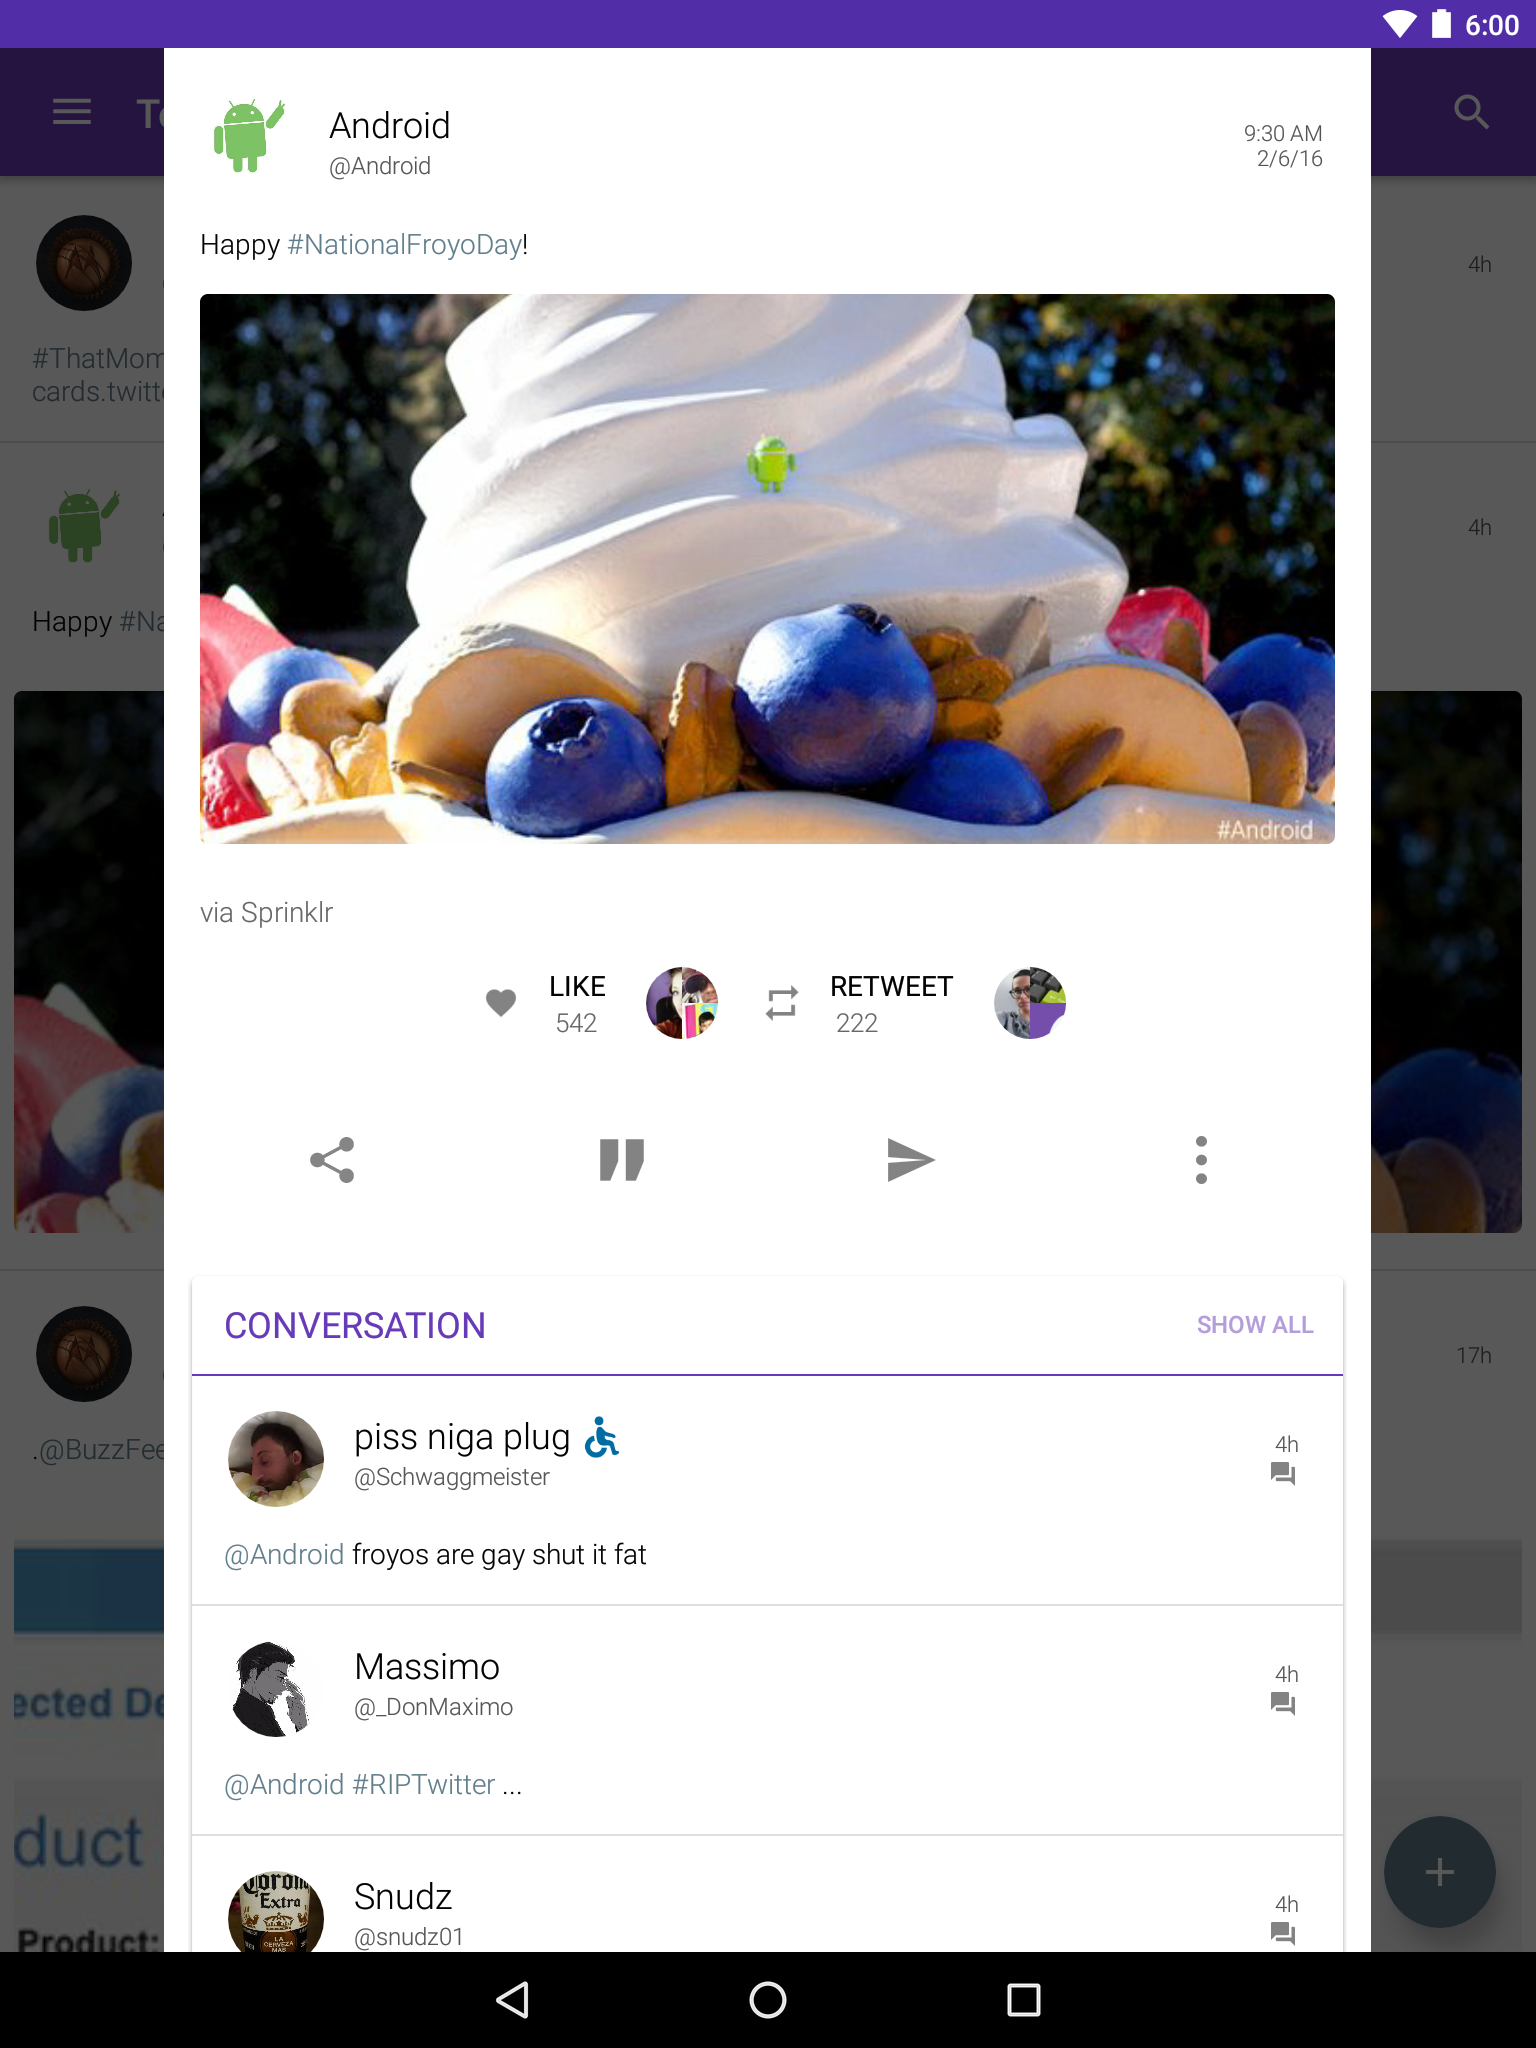 6:00
Android
@Android
9:30 AM
2/6/16
Happy #NationalFroyoDay!
#Android
via Sprinklr
LIKE
542
RETWEET
222
CONVERSATION
SHOW ALL
piss niga plug
@Schwaggmeister
4h
@Android froyos are gay shut it fat
Massimo
@_DonMaximo
4h
@Android #RIPTwitter ...
Snudz
@snudz01
4h
Corona
Extra
LA
CERVEZA
MAS
4h
#ThatMom
cards.twitt
4h
Happy #Na
17h
.@BuzzFee
ected De
duct
Product: